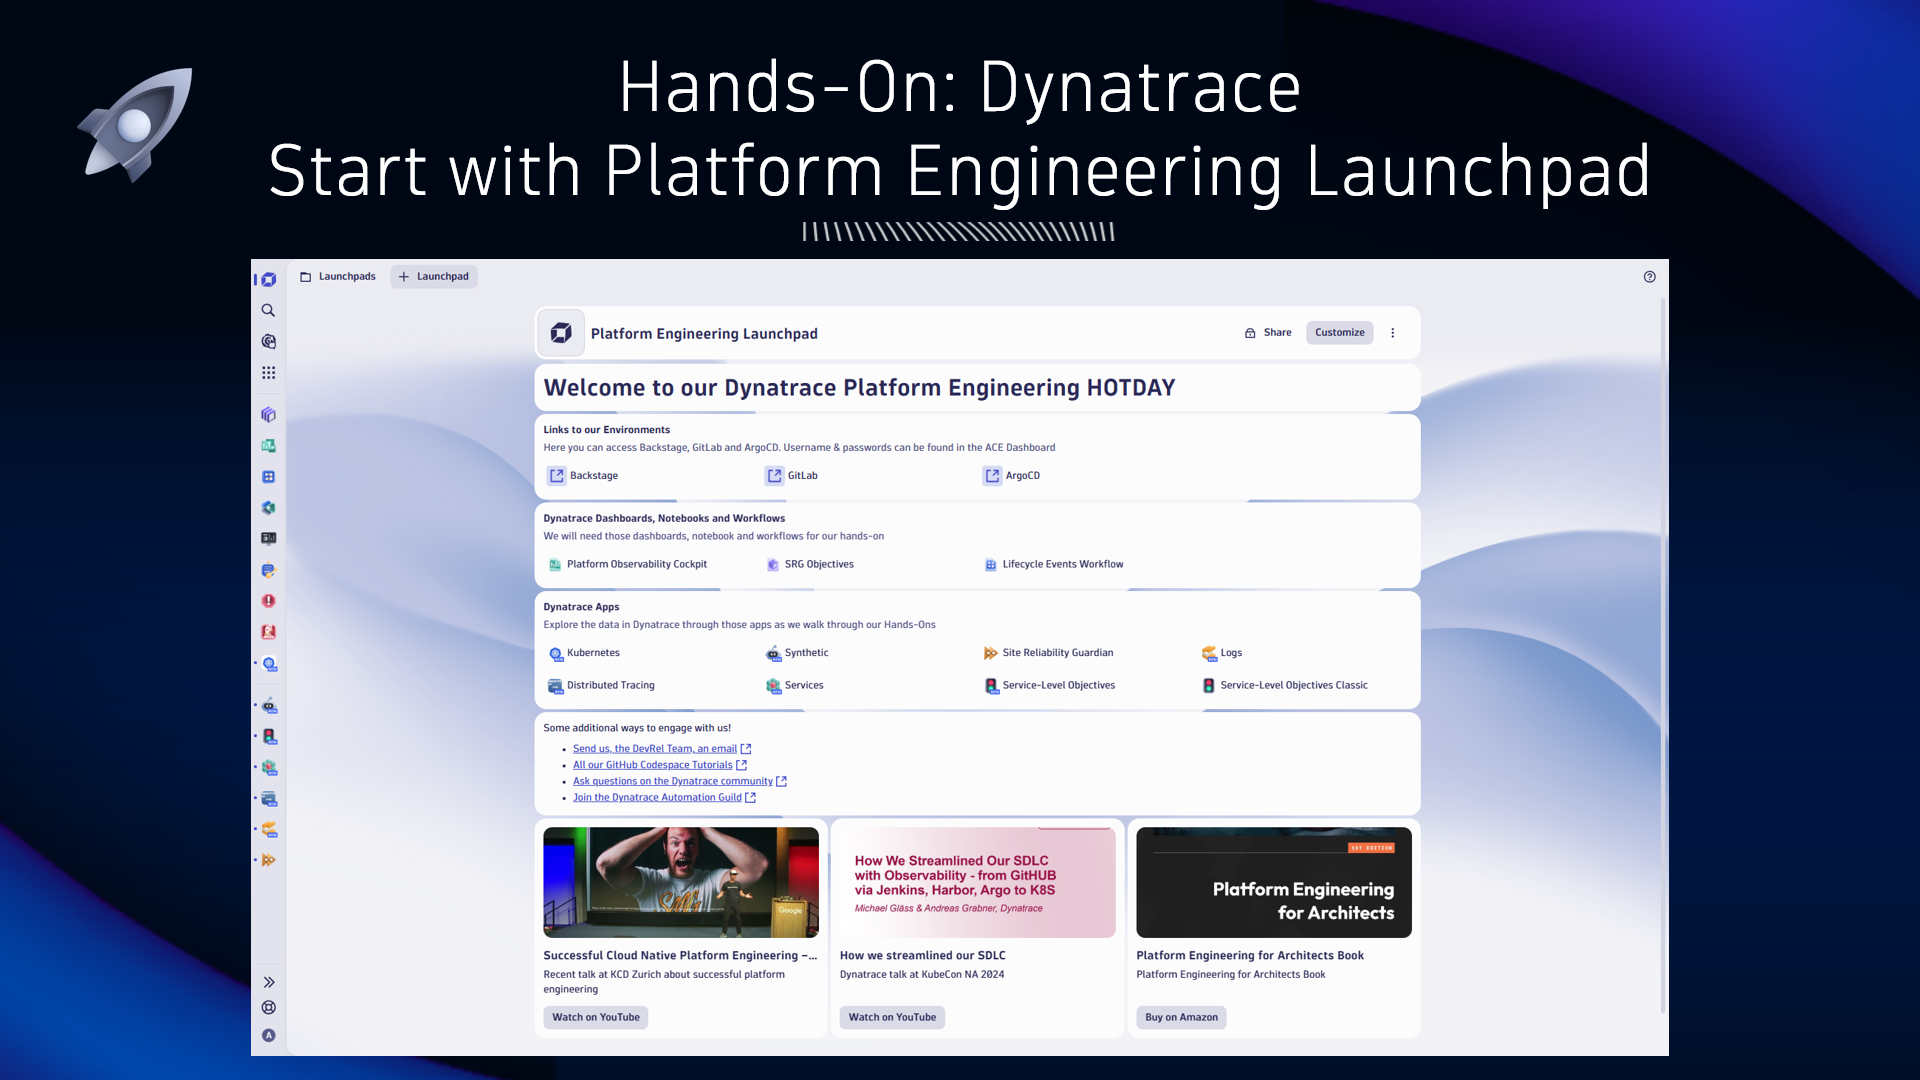 Hands-On: Dynatrace
Start with Platform Engineering Launchpad
Launchpads
Launchpad
Platform Engineering Launchpad
Share
Customize
Welcome to our Dynatrace Platform Engineering HOTDAY
Links to our Environments
Here you can access Backstage, GitLab and ArgoCD. Username & passwords can be found in the ACE Dashboard
Backstage
GitLab
ArgoCD
Dynatrace Dashboards, Notebooks and Workflows
We will need those dashboards, notebook and workflows for our hands-on
Platform Observability Cockpit
SRG Objectives
Lifecycle Events Workflow
Dynatrace Apps
Explore the data in Dynatrace through those apps as we walk through our Hands-Ons
Kubernetes
Synthetic
Site Reliability Guardian
Logs
Distributed Tracing
Services
Service-Level Objectives
Service-Level Objectives Classic
Some additional ways to engage with us!
Send us, the DevRel Team, an email
All our GitHub Codespace Tutorials
Ask questions on the Dynatrace community
Join the Dynatrace Automation Guild
Google
Successful Cloud Native Platform Engineering –...
Recent talk at KCD Zurich about successful platform
engineering
Watch on YouTube
How We Streamlined Our SDLC
with Observability - from GitHUB
via Jenkins, Harbor, Argo to K8S
Michael Gläss & Andreas Grabner, Dynatrace
How we streamlined our SDLC
Dynatrace talk at KubeCon NA 2024
Watch on YouTube
1ST EDITION
Platform Engineering
for Architects
Platform Engineering for Architects Book
Platform Engineering for Architects Book
Buy on Amazon
A